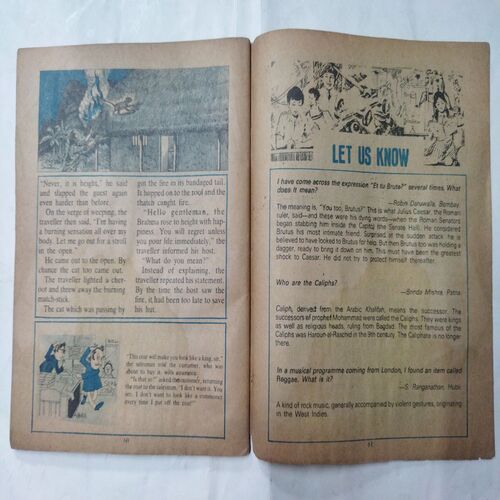 "Never, it is height," he said
and slapped the guest again
even harder than before.
On the verge of weeping, the
traveller then said, "I'm having
a burning sensation all over my
body. Let me go out for a stroll
in the open."
He came out to the open. By
chance the cat too came out.
The traveller lighted a cher-
oot and threw away the burning
match-stick.
The cat which was passing by
got the fire in its bandaged tail.
It happed on to the roof and the
thatch caught fire.
"Hello gentleman, the
Brahma rose to height with hap-
piness. You will regret unless
you pour life immediately," the
traveller informed his host.
"What do you mean?"
Instead of explaining, the
traveller repeated his statement.
By the time the host saw the
fire, it had been too late to save
his hut.
"This coat will make you look like a king, sir,"
the salesman told the customer, who was
about to buy it, with assurance.
"Is that so?" asked the customer, returning
the coat to the salesman. "I don't want it. You
see, I don't want to look like a commoner
every time I put off the coat!"
60
LET US KNOW
I have come across the expression "Et tu Brute?" several times. What
does it mean?
—Robin Daruwalla, Bombay.
The meaning is, "You too, Brutus?" This is what Julius Caesar, the Roman
ruler, said—and these were his dying words—when the Roman Senators
began stabbing him inside the Capitol (the Senate Hall). He considered
Brutus his most intimate friend. Surprised at the sudden attack he is
believed to have looked to Brutus for help. But then Brutus too was holding a
dagger, ready to bring it down on him. This must have been the greatest
shock to Caesar. He did not try to protect himself thereafter.
Who are the Caliphs?
—Srinda Mishra, Patna.
Caliph, derived from the Arabic Khalifah, means the successor. The
successors of prophet Mohammad were called the Caliphs. They were kings
as well as religious heads, ruling from Bagdad. The most famous of the
Caliphs was Haroun-al-Raschid in the 9th century. The Caliphate is no longer
there.
In a musical programme coming from London, I found an item called
Reggae. What is it?
—S. Ranganathan, Hubli.
A kind of rock music, generally accompanied by violent gestures, originating
in the West Indies.
61